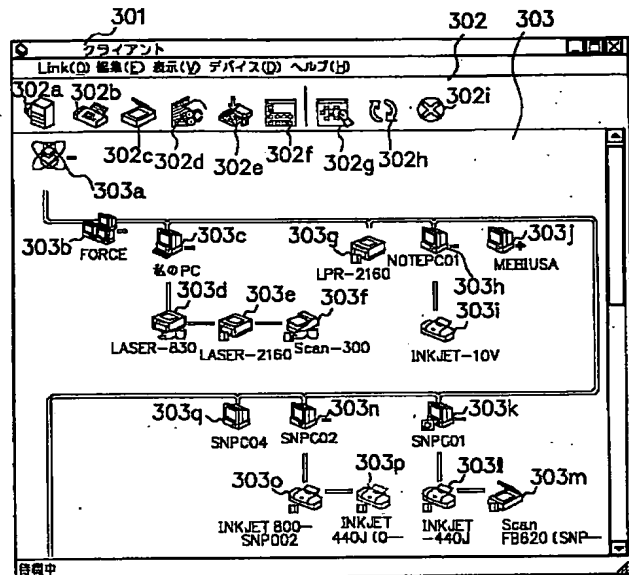 301
302
303
クライアント
Link(O) 編集(E) 表示(V) デバイス(D) ヘルプ(H)
302a 302b 302c 302d 302e 302f 302g 302h 302i
303a
303b 303c 303g 303h 303j
FORCE 私のPC LPR-2160 NOTEPC01 MEBIUSA
303d 303e 303f 303i
LASER-830 LASER-2160 Scan-300 INKJET-10V
303q 303n 303k
SNPC04 SNPC02 SNPC01
303o 303p 303l 303m
INKJET 800― INKJET INKJET Scan
SNP002 440J (0― -440J FB620 (SNP―
待機中